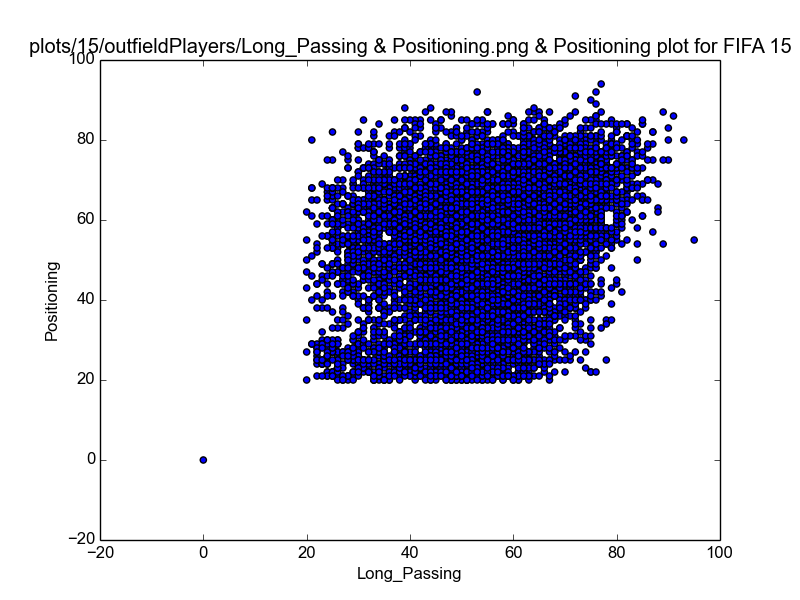 plots/15/outfieldPlayers/Long_Passing & Positioning.png & Positioning plot for FIFA 15
100
80
60
40
20
0
−20
Positioning
−20 0 20 40 60 80 100
Long_Passing